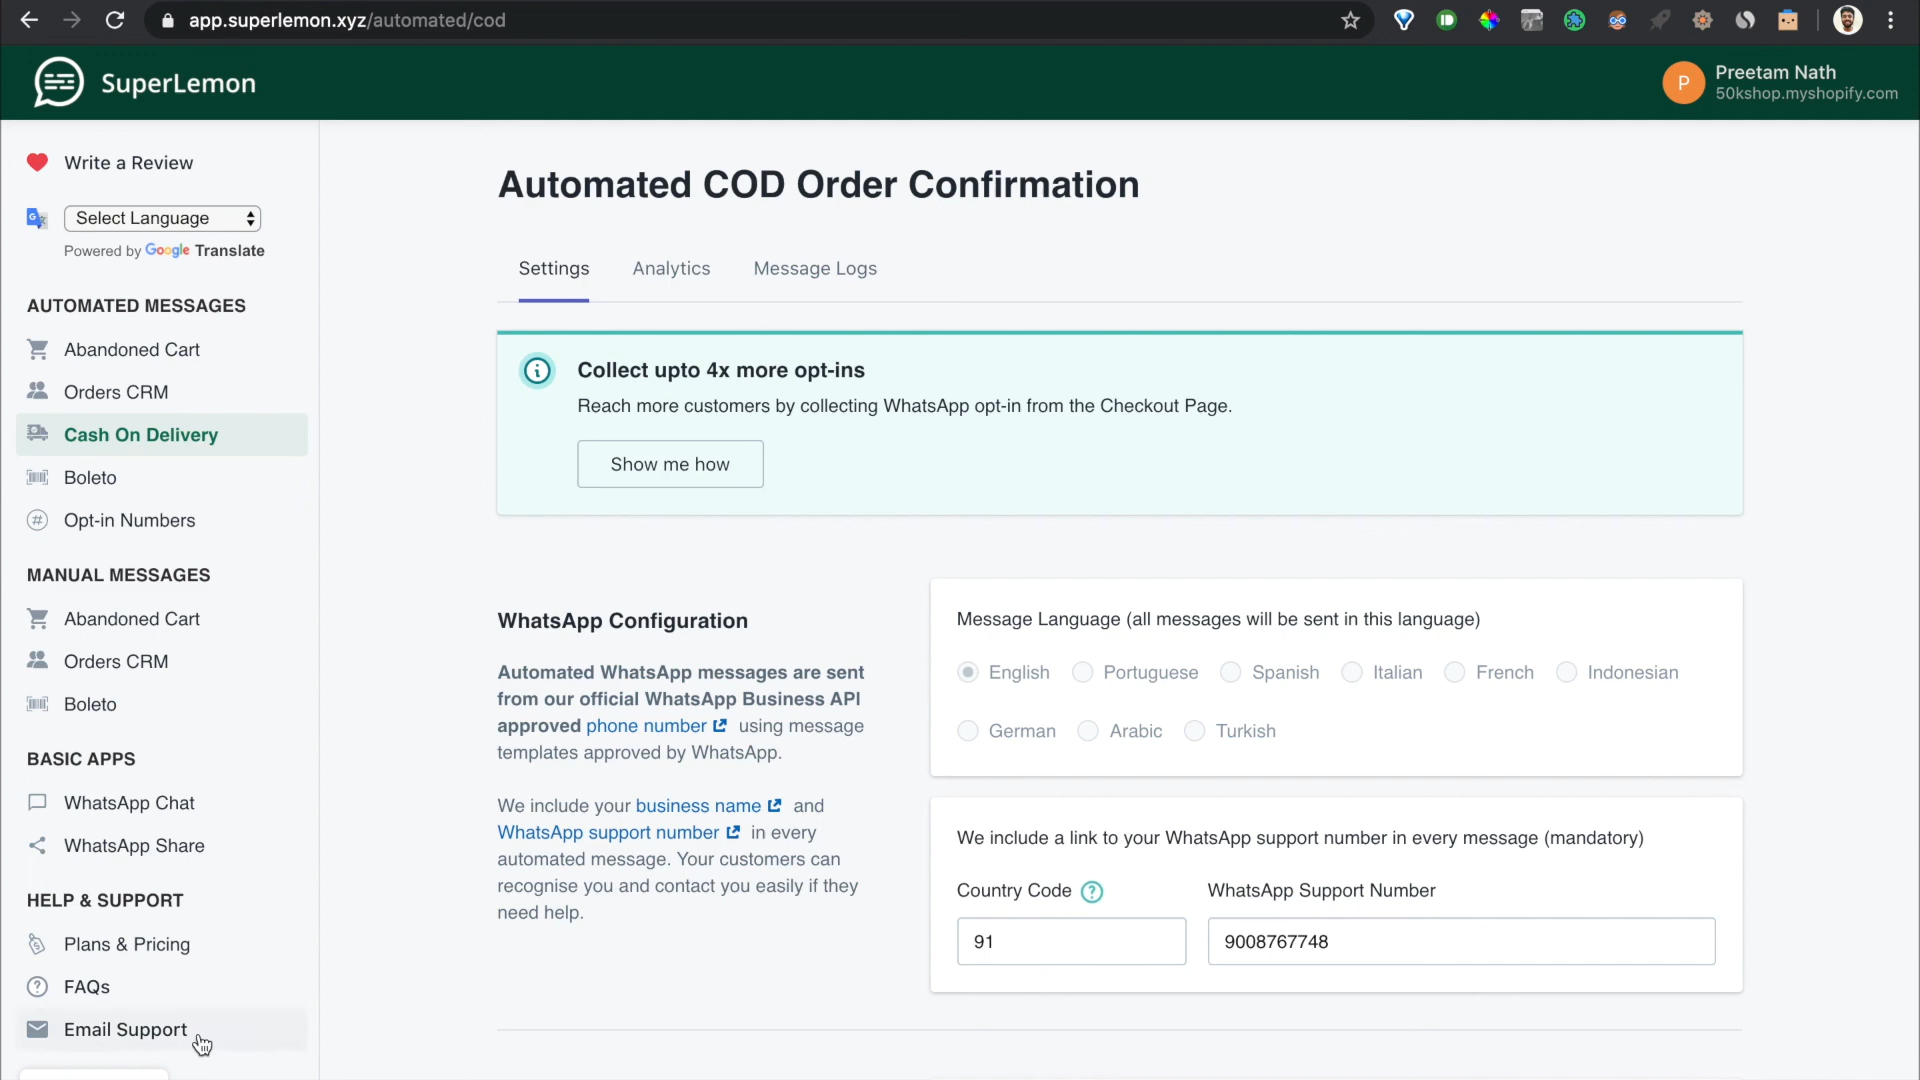 app.superlemon.xyz/automated/cod
SuperLemon
P
Preetam Nath
50kshop.myshopify.com
Write a Review
Select Language
Powered by Google Translate
AUTOMATED MESSAGES
Abandoned Cart
Orders CRM
Cash On Delivery
Boleto
Opt-in Numbers
MANUAL MESSAGES
Abandoned Cart
Orders CRM
Boleto
BASIC APPS
WhatsApp Chat
WhatsApp Share
HELP & SUPPORT
Plans & Pricing
FAQs
Email Support
Automated COD Order Confirmation
Settings
Analytics
Message Logs
Collect upto 4x more opt-ins
Reach more customers by collecting WhatsApp opt-in from the Checkout Page.
Show me how
WhatsApp Configuration
Automated WhatsApp messages are sent
from our official WhatsApp Business API
approved phone number using message
templates approved by WhatsApp.
We include your business name and
WhatsApp support number in every
automated message. Your customers can
recognise you and contact you easily if they
need help.
Message Language (all messages will be sent in this language)
English Portuguese Spanish Italian French Indonesian
German Arabic Turkish
We include a link to your WhatsApp support number in every message (mandatory)
Country Code ?
WhatsApp Support Number
91
9008767748